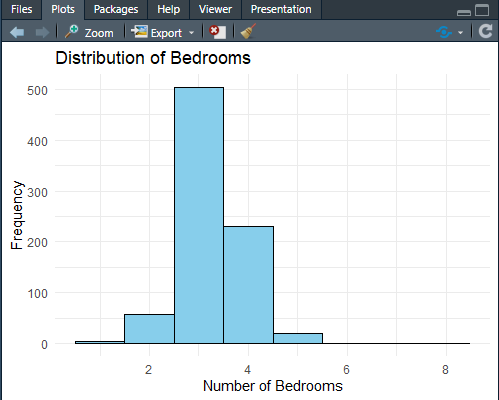 Files Plots Packages Help Viewer Presentation
Zoom Export
Distribution of Bedrooms
500
400
300
200
100
0
Frequency
2 4 6 8
Number of Bedrooms